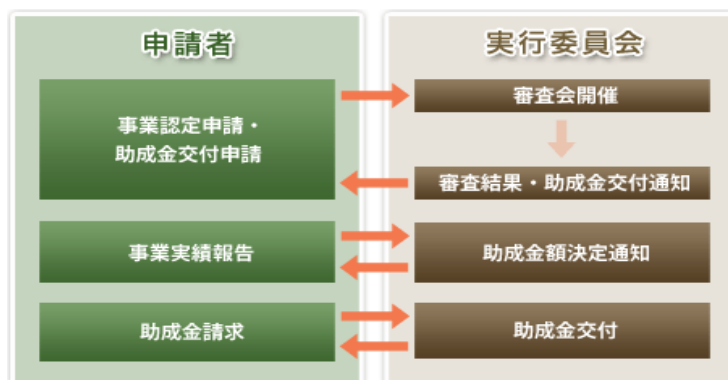 申請者
事業認定申請・
助成金交付申請
事業実績報告
助成金請求
実行委員会
審査会開催
審査結果・助成金交付通知
助成金額決定通知
助成金交付